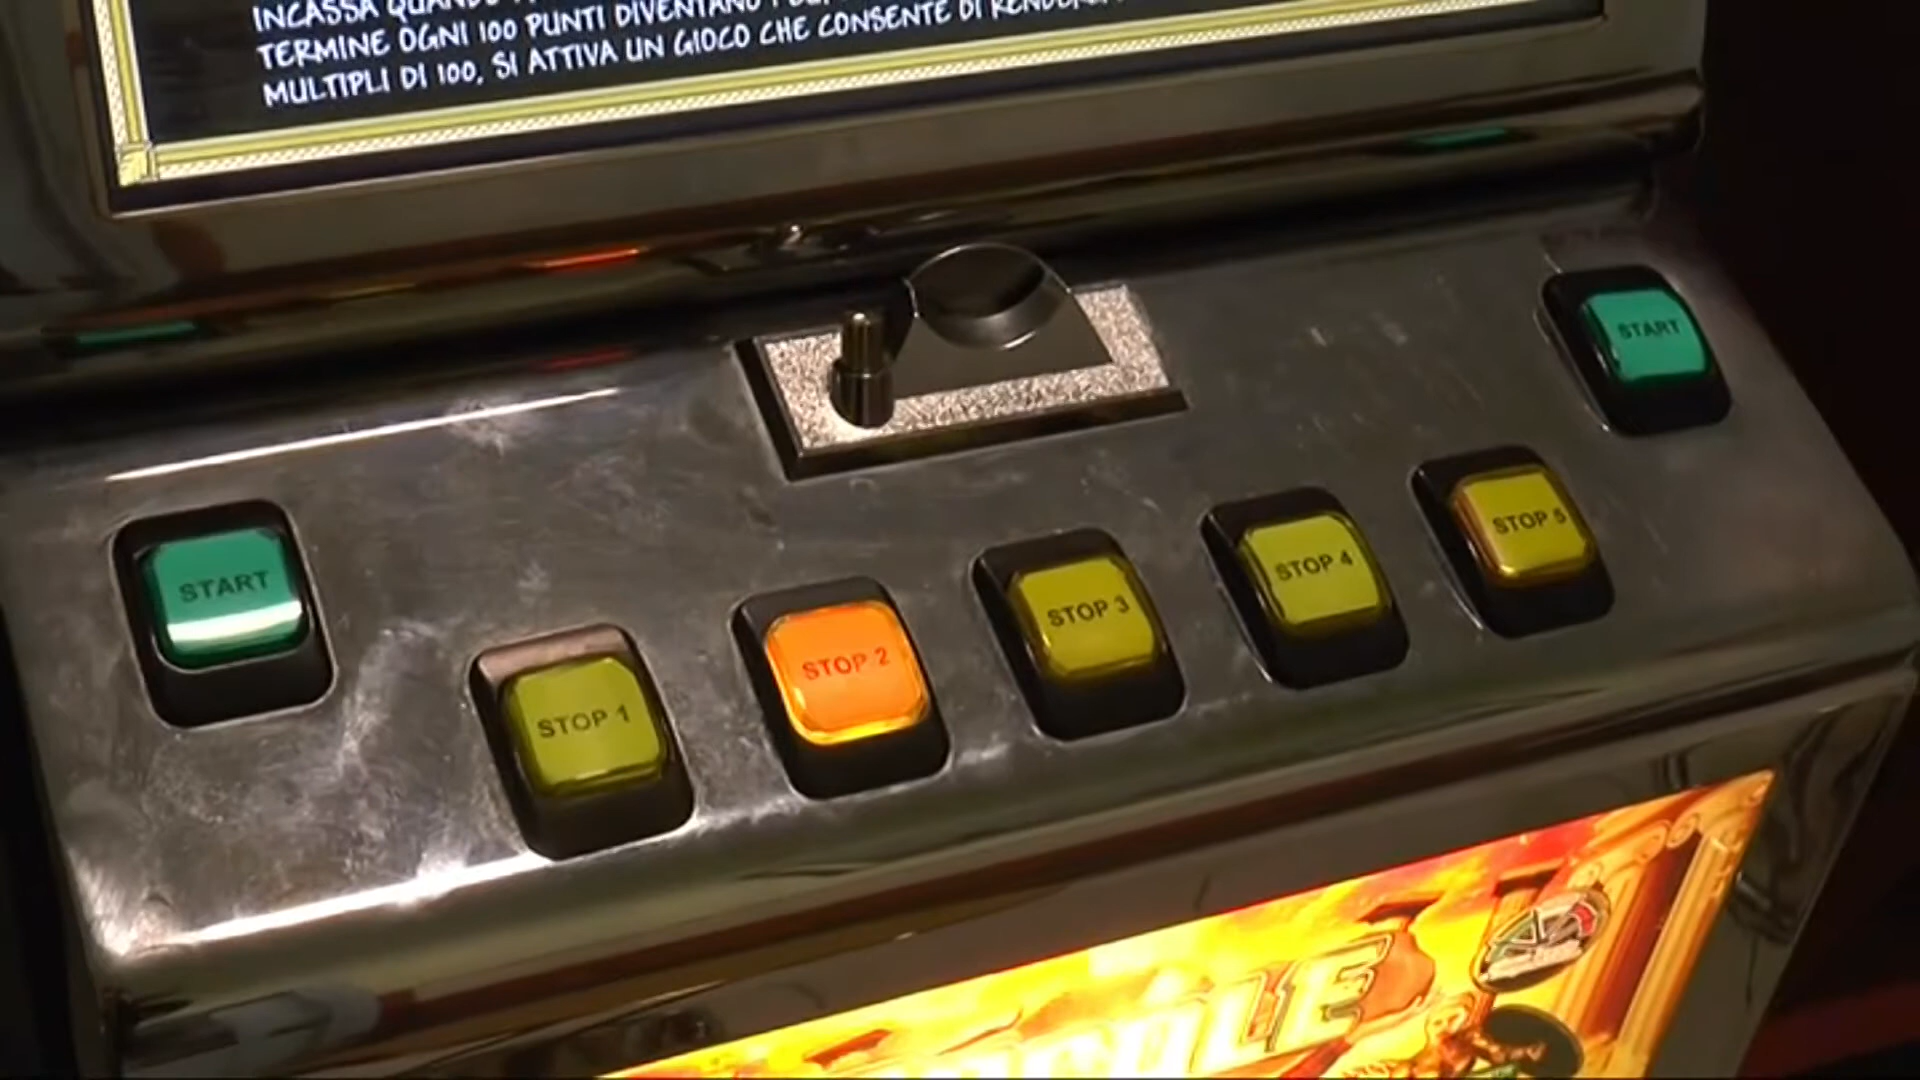 INCASSA QUANDO
TERMINE OGNI 100 PUNTI DIVENTANO
MULTIPLI DI 100, SI ATTIVA UN GIOCO CHE CONSENTE DI
START
START
STOP 1
STOP 2
STOP 3
STOP 4
STOP 5